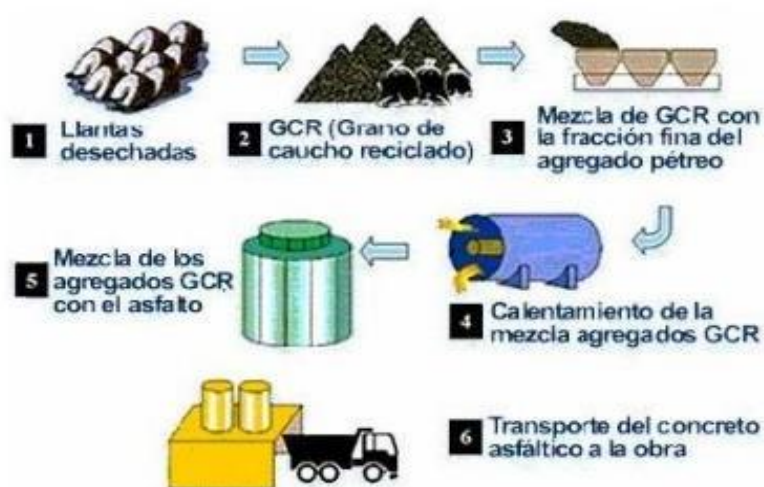 1 Llantas
desechadas
2 GCR (Grano de
caucho reciclado)
3 Mezcla de GCR con
la fracción fina del
agregado pétreo
4 Calentamiento de la
mezcla agregados GCR
5 Mezcla de los
agregados GCR
con el asfalto
6 Transporte del concreto
asfáltico a la obra